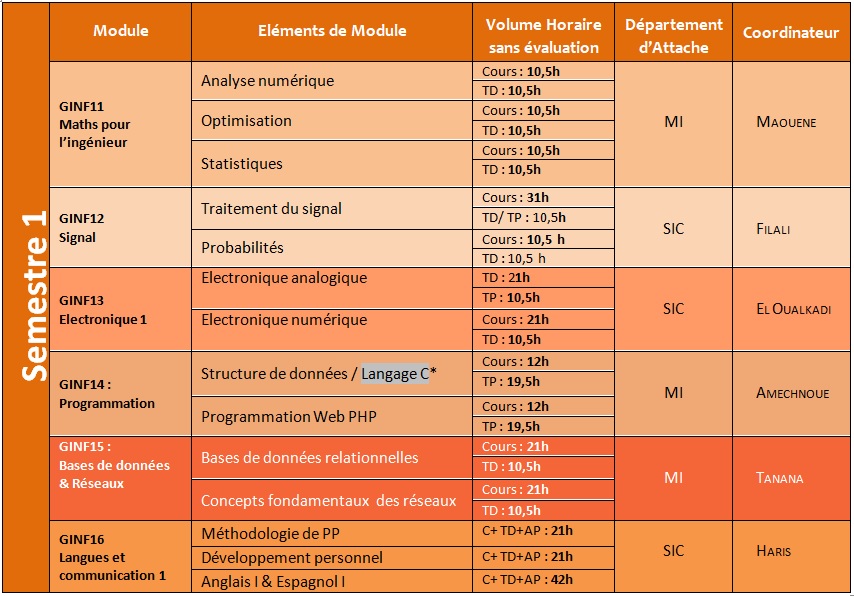 Semestre 1
Module
Eléments de Module
Volume Horaire
sans évaluation
Département
d'Attache
Coordinateur
GINF11
Maths pour
l'ingénieur
Analyse numérique
Cours : 10,5h
TD : 10,5h
Optimisation
Cours : 10,5h
TD : 10,5h
Statistiques
Cours : 10,5h
TD : 10,5h
MI
MAOUENE
GINF12
Signal
Traitement du signal
Cours : 31h
TD/ TP : 10,5h
Probabilités
Cours : 10,5 h
TD : 10,5 h
SIC
FILALI
GINF13
Electronique 1
Electronique analogique
TD : 21h
TP : 10,5h
Electronique numérique
Cours : 21h
TD : 10,5h
SIC
EL OUALKADI
GINF14 :
Programmation
Structure de données / Langage C*
Cours : 12h
TP : 19,5h
Programmation Web PHP
Cours : 12h
TP : 19,5h
MI
AMECHNOUE
GINF15 :
Bases de données
& Réseaux
Bases de données relationnelles
Cours : 21h
TD : 10,5h
Concepts fondamentaux des réseaux
Cours : 21h
TD : 10,5h
MI
TANANA
GINF16
Langues et
communication 1
Méthodologie de PP
C+ TD+AP : 21h
Développement personnel
C+ TD+AP : 21h
Anglais I & Espagnol I
C+ TD+AP : 42h
SIC
HARIS